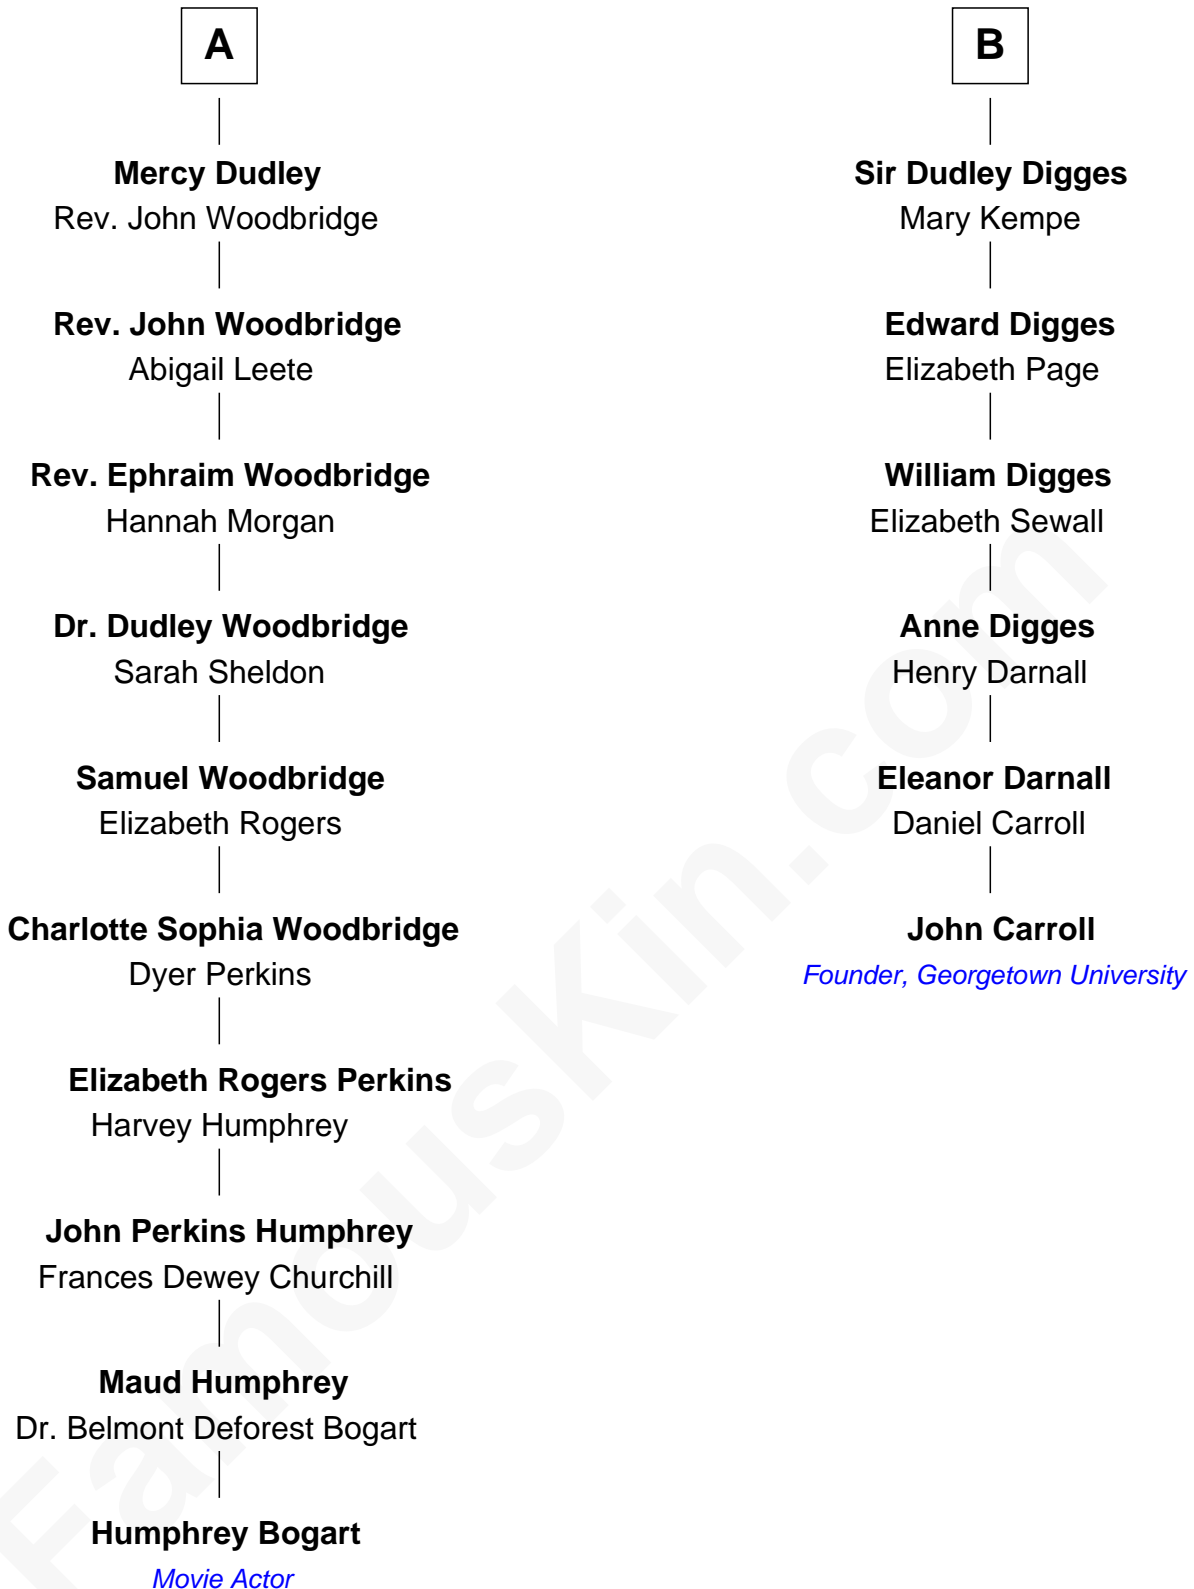 A
Mercy Dudley
Rev. John Woodbridge
Rev. John Woodbridge
Abigail Leete
Rev. Ephraim Woodbridge
Hannah Morgan
Dr. Dudley Woodbridge
Sarah Sheldon
Samuel Woodbridge
Elizabeth Rogers
Charlotte Sophia Woodbridge
Dyer Perkins
Elizabeth Rogers Perkins
Harvey Humphrey
John Perkins Humphrey
Frances Dewey Churchill
Maud Humphrey
Dr. Belmont Deforest Bogart
Humphrey Bogart
Movie Actor
B
Sir Dudley Digges
Mary Kempe
Edward Digges
Elizabeth Page
William Digges
Elizabeth Sewall
Anne Digges
Henry Darnall
Eleanor Darnall
Daniel Carroll
John Carroll
Founder, Georgetown University
FamousKin.com